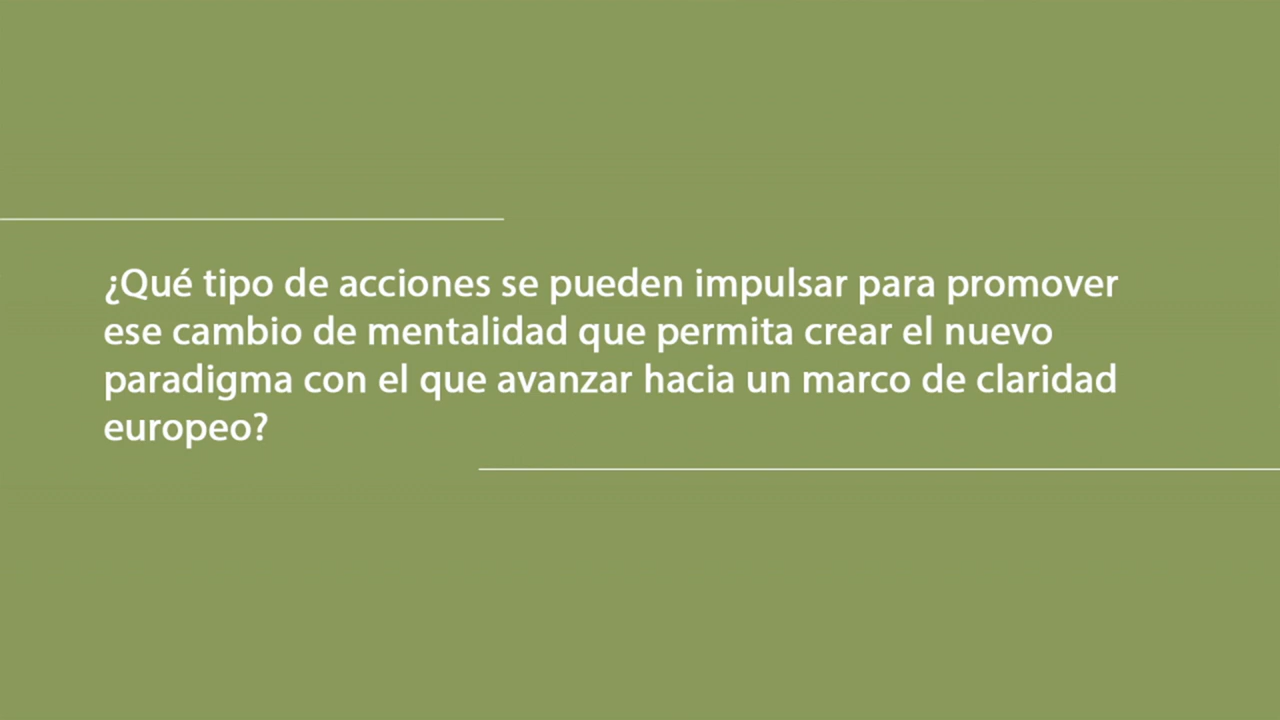 ¿Qué tipo de acciones se pueden impulsar para promover
ese cambio de mentalidad que permita crear el nuevo
paradigma con el que avanzar hacia un marco de claridad
europeo?